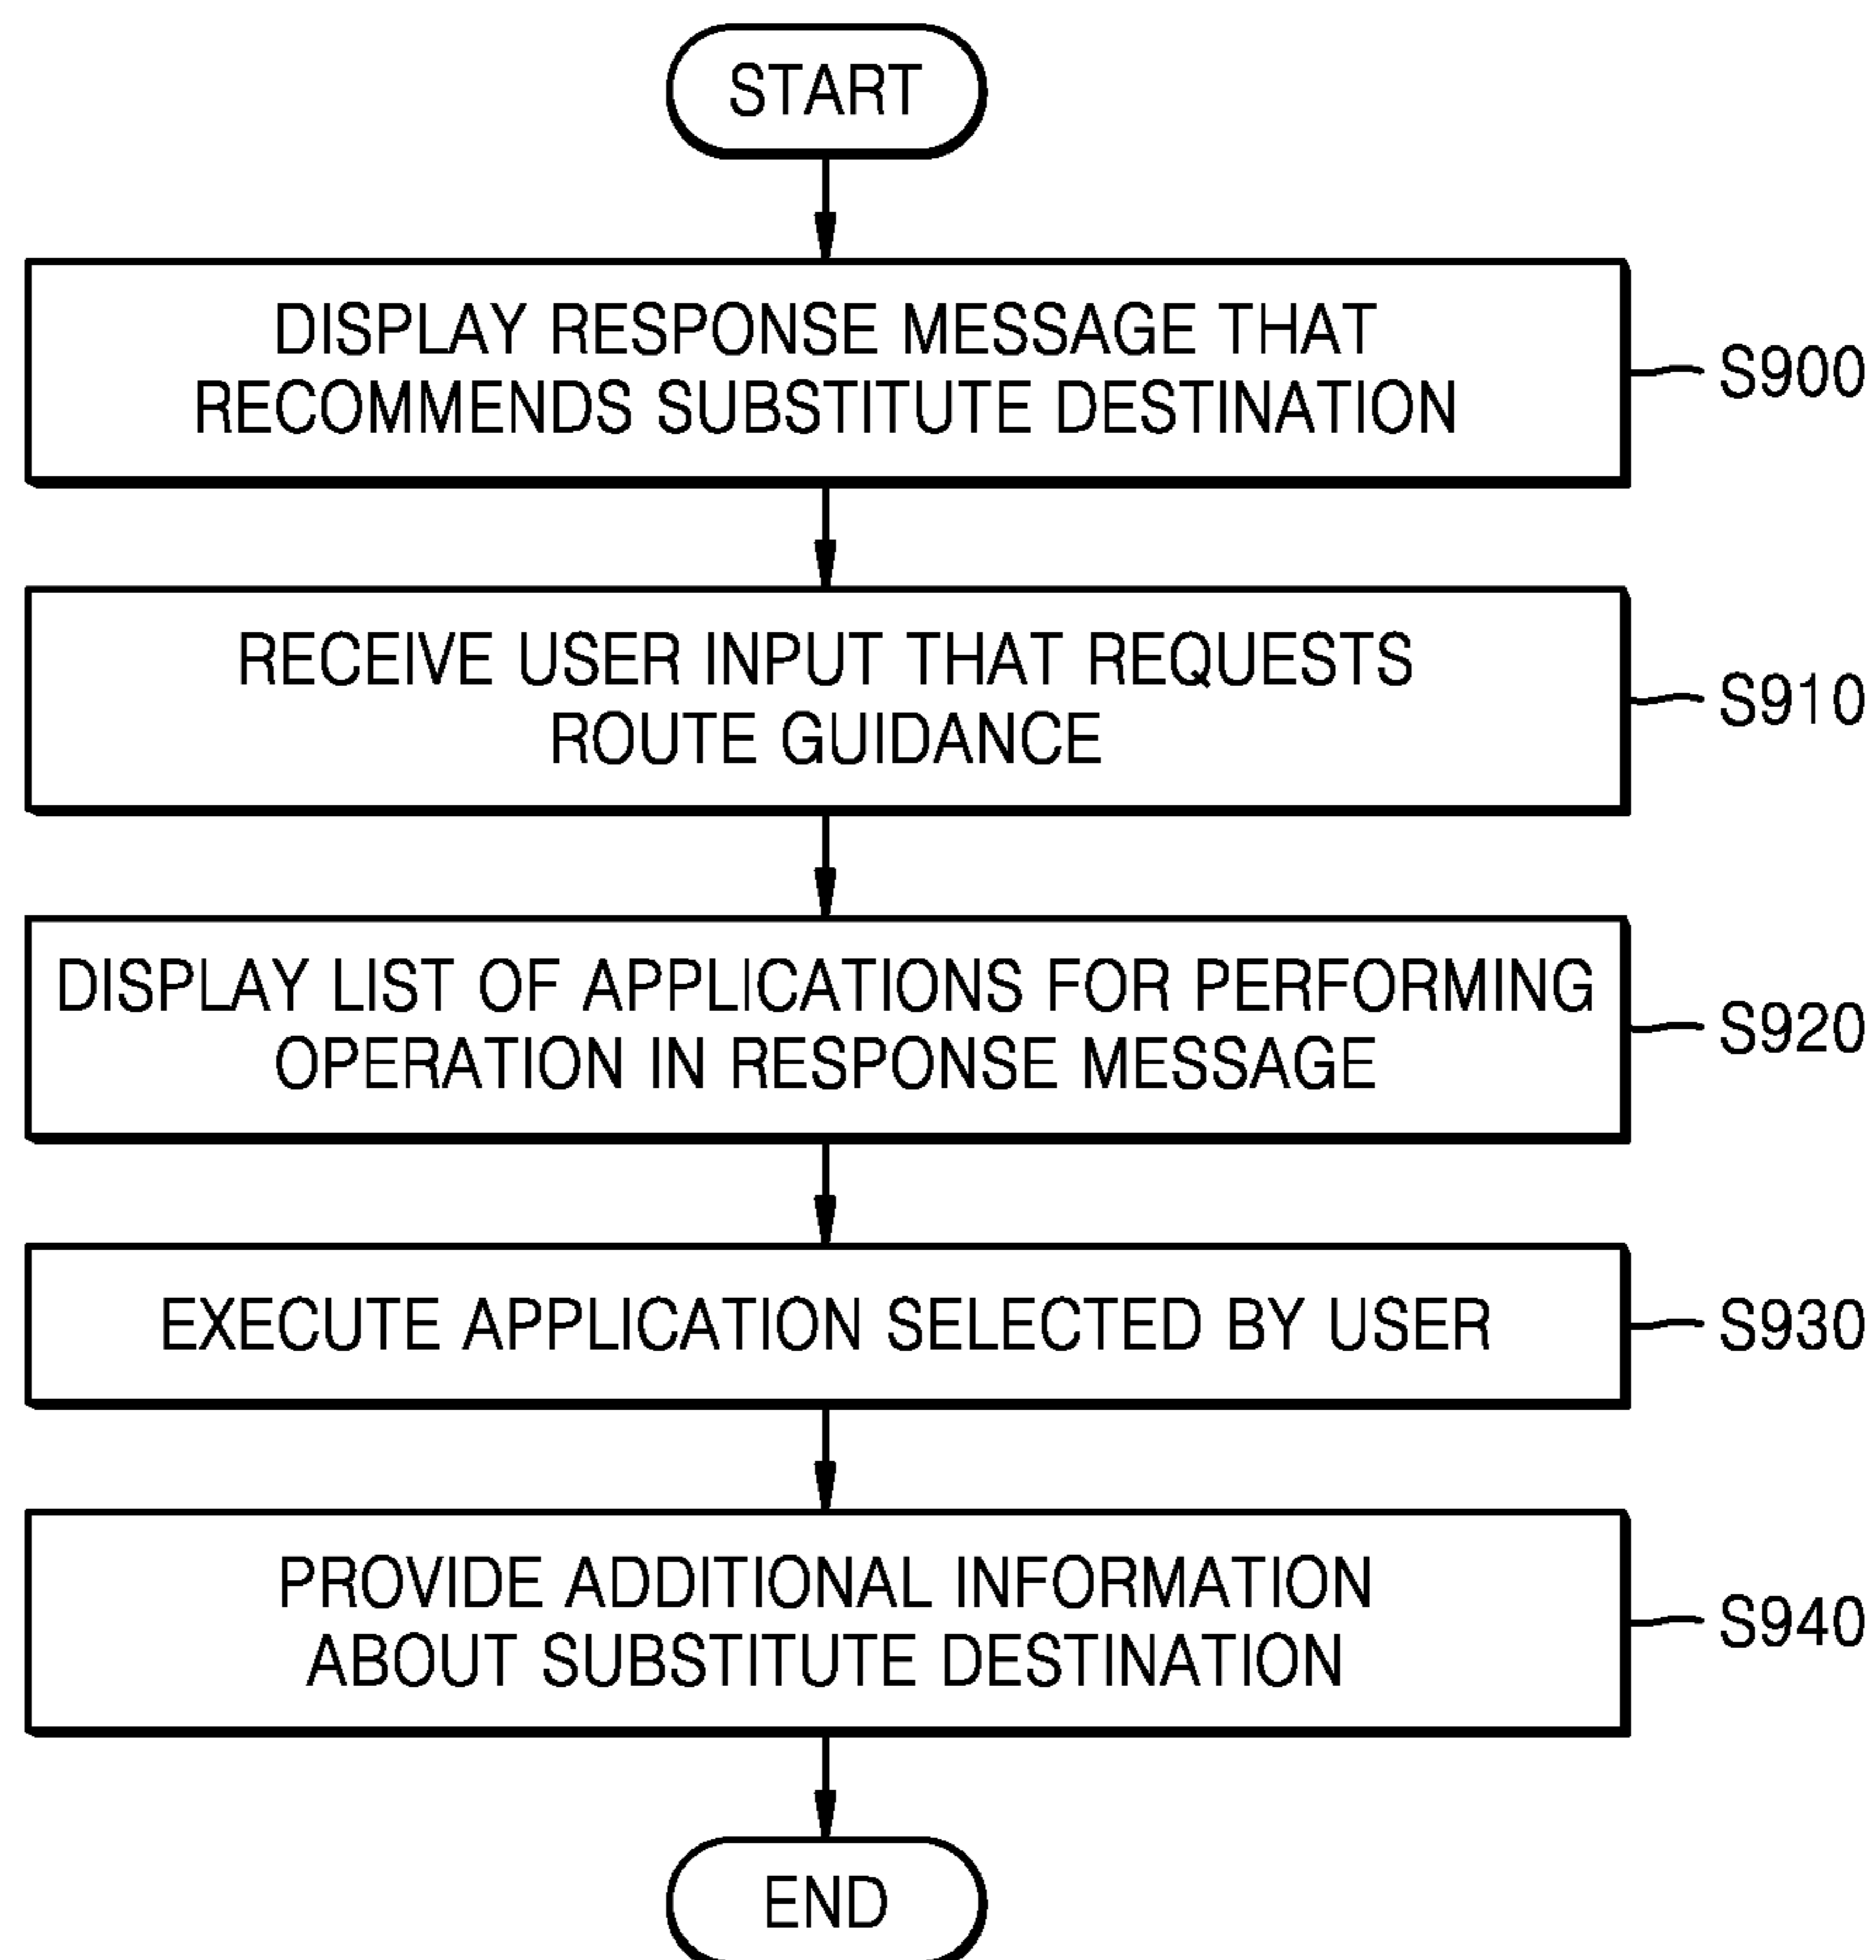 START
DISPLAY RESPONSE MESSAGE THAT
RECOMMENDS SUBSTITUTE DESTINATION
S900
RECEIVE USER INPUT THAT REQUESTS
ROUTE GUIDANCE
S910
DISPLAY LIST OF APPLICATIONS FOR PERFORMING
OPERATION IN RESPONSE MESSAGE
S920
EXECUTE APPLICATION SELECTED BY USER
S930
PROVIDE ADDITIONAL INFORMATION
ABOUT SUBSTITUTE DESTINATION
S940
END